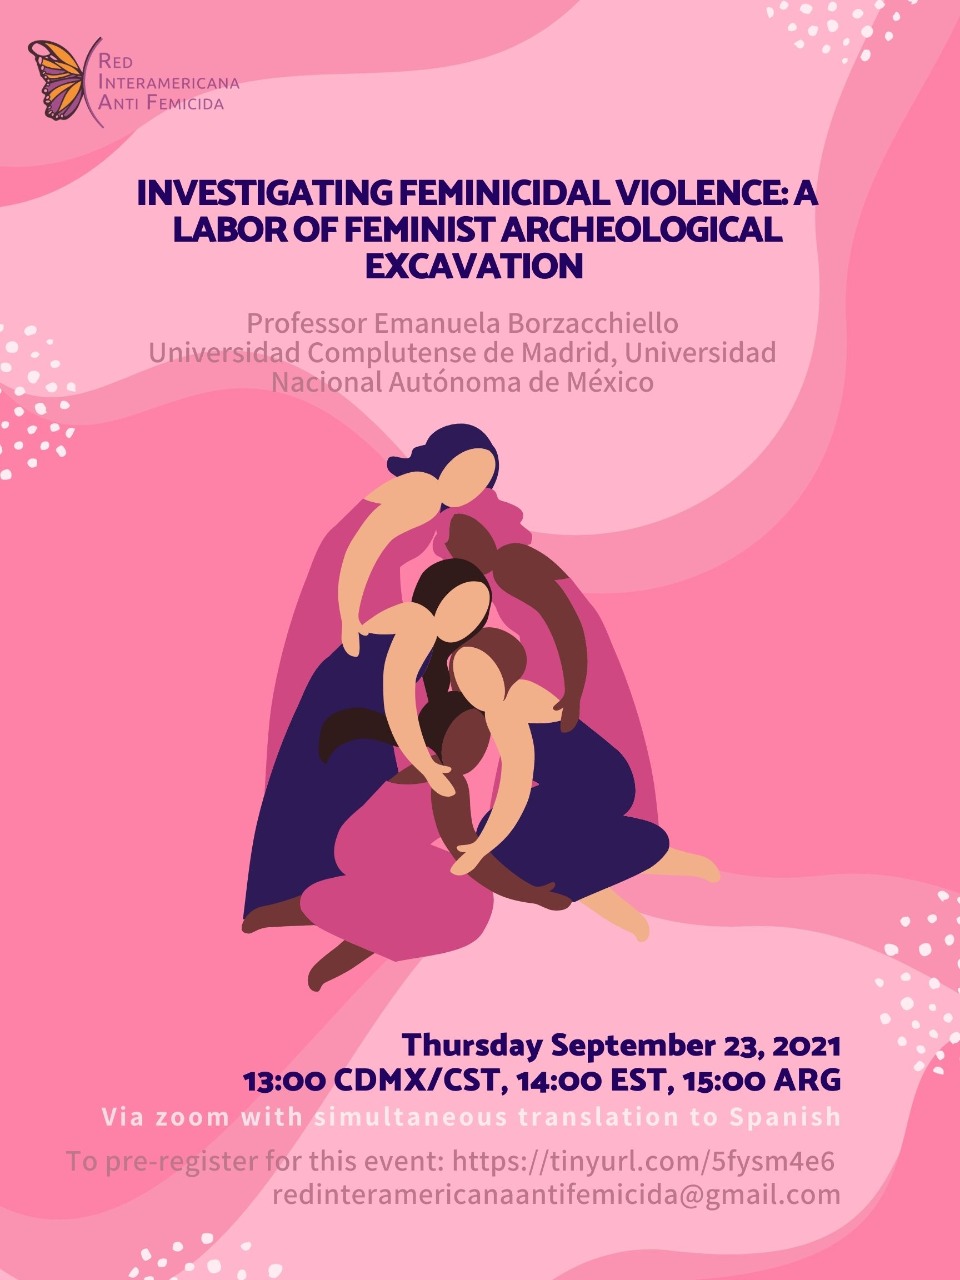 Red
Interamericana
Anti Femicida
INVESTIGATING FEMINICIDAL VIOLENCE: A
LABOR OF FEMINIST ARCHEOLOGICAL
EXCAVATION
Professor Emanuela Borzacchiello
Universidad Complutense de Madrid, Universidad
Nacional Autónoma de México
Thursday September 23, 2021
13:00 CDMX/CST, 14:00 EST, 15:00 ARG
Via zoom with simultaneous translation to Spanish
To pre-register for this event: https://tinyurl.com/5fysm4e6
redinteramericanaantifemicida@gmail.com